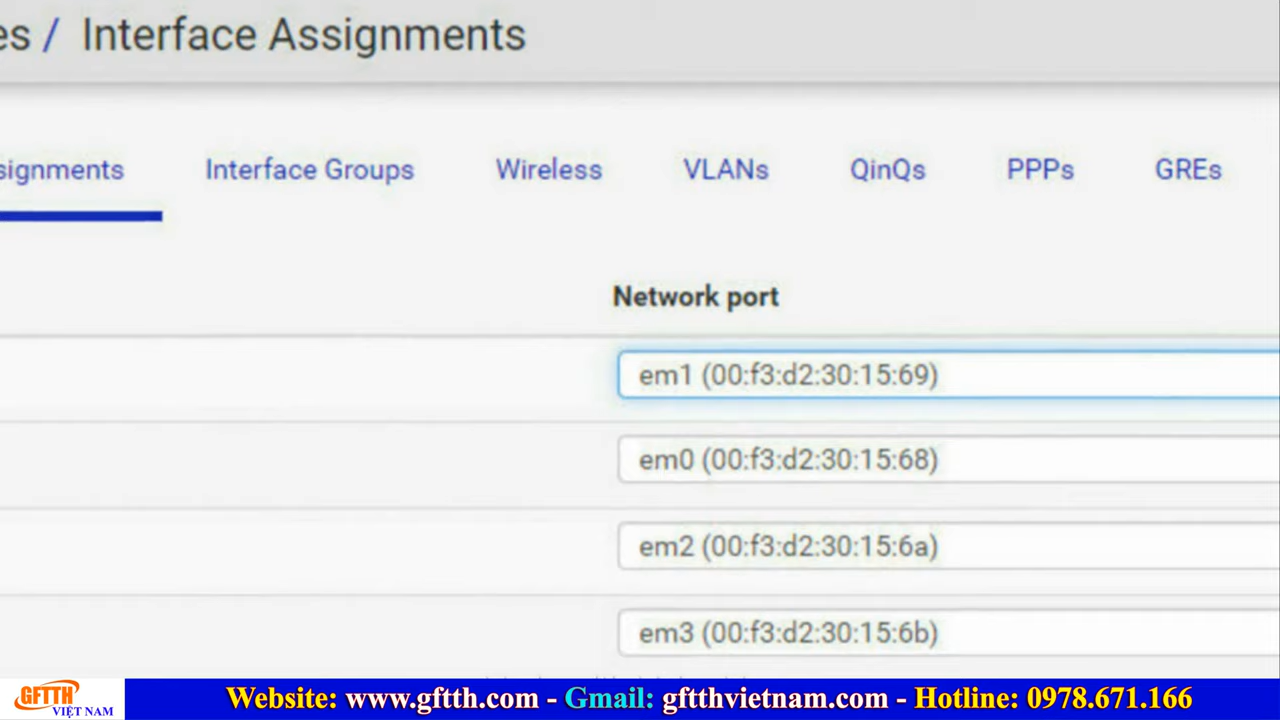 es / Interface Assignments
signments Interface Groups Wireless VLANs QinQs PPPs GREs
Network port
em1 (00:f3:d2:30:15:69)
em0 (00:f3:d2:30:15:68)
em2 (00:f3:d2:30:15:6a)
em3 (00:f3:d2:30:15:6b)
GFTTH
VIỆT NAM
Website: www.gftth.com - Gmail: gftthvietnam.com - Hotline: 0978.671.166